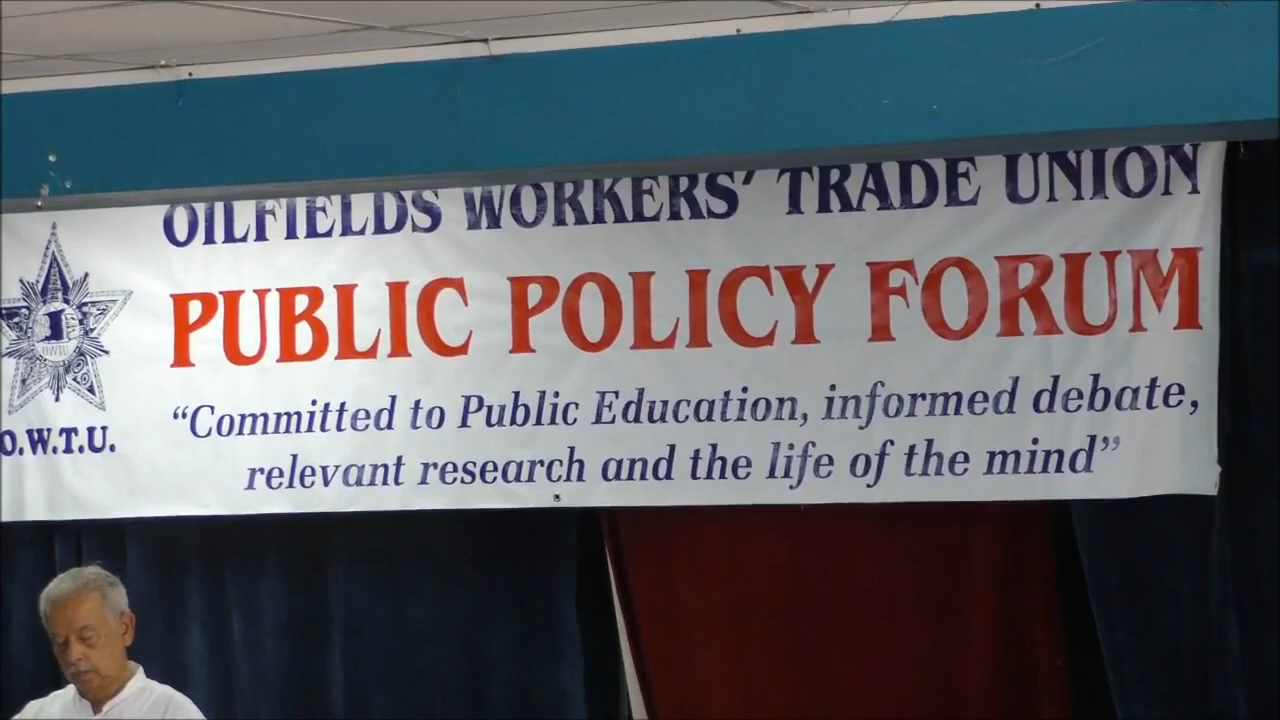 OILFIELDS WORKERS' TRADE UNION
PUBLIC POLICY FORUM
“Committed to Public Education, informed debate,
relevant research and the life of the mind”
OWTU
O.W.T.U.